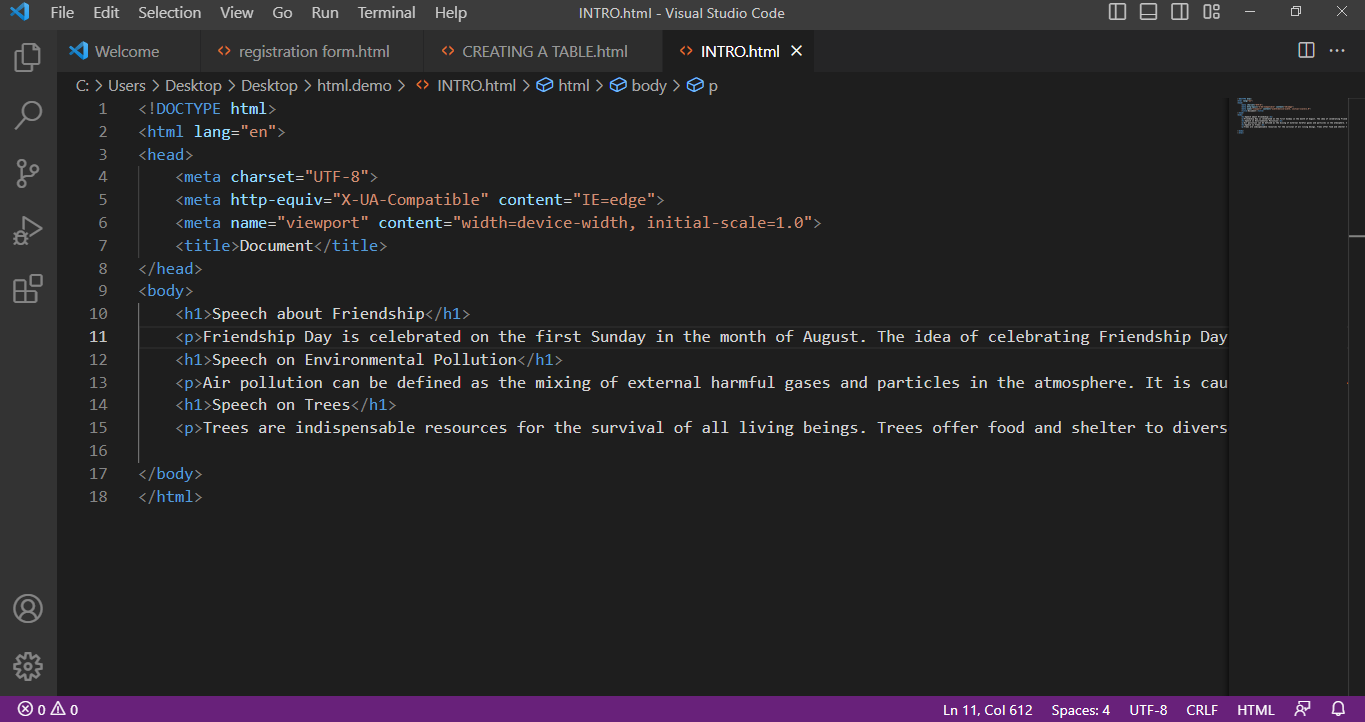 File Edit Selection View Go Run Terminal Help INTRO.html - Visual Studio Code
Welcome registration form.html CREATING A TABLE.html INTRO.html
C: > Users > Desktop > Desktop > html.demo > INTRO.html > html > body > p
1 <!DOCTYPE html>
2 <html lang="en">
3 <head>
4 <meta charset="UTF-8">
5 <meta http-equiv="X-UA-Compatible" content="IE=edge">
6 <meta name="viewport" content="width=device-width, initial-scale=1.0">
7 <title>Document</title>
8 </head>
9 <body>
10 <h1>Speech about Friendship</h1>
11 <p>Friendship Day is celebrated on the first Sunday in the month of August. The idea of celebrating Friendship Day
12 <h1>Speech on Environmental Pollution</h1>
13 <p>Air pollution can be defined as the mixing of external harmful gases and particles in the atmosphere. It is cau
14 <h1>Speech on Trees</h1>
15 <p>Trees are indispensable resources for the survival of all living beings. Trees offer food and shelter to divers
16
17 </body>
18 </html>
0 0 Ln 11, Col 612 Spaces: 4 UTF-8 CRLF HTML